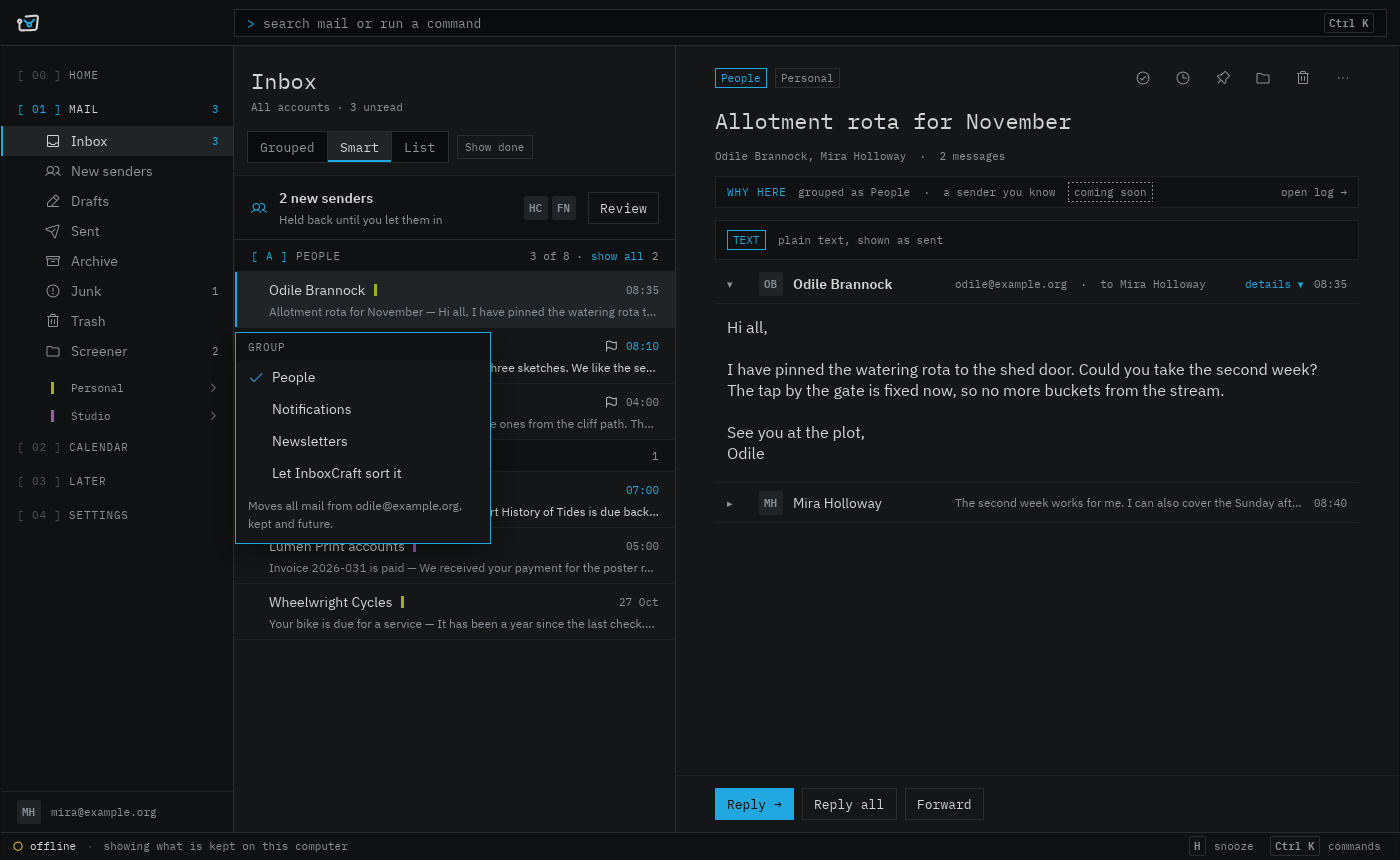 > search mail or run a command
Ctrl K
[ 00 ] HOME
[ 01 ] MAIL 3
Inbox 3
New senders
Drafts
Sent
Archive
Junk 1
Trash
Screener 2
Personal
Studio
[ 02 ] CALENDAR
[ 03 ] LATER
[ 04 ] SETTINGS
MH mira@example.org
Inbox
All accounts · 3 unread
Grouped Smart List Show done
2 new senders
Held back until you let them in
HC FN Review
[ A ] PEOPLE 3 of 8 · show all 2
Odile Brannock 08:35
Allotment rota for November — Hi all, I have pinned the watering rota t…
08:10
hree sketches. We like the se…
04:00
e ones from the cliff path. Th…
1
07:00
rt History of Tides is due back…
GROUP
People
Notifications
Newsletters
Let InboxCraft sort it
Moves all mail from odile@example.org,
kept and future.
Lumen Print accounts 05:00
Invoice 2026-031 is paid — We received your payment for the poster r…
Wheelwright Cycles 27 Oct
Your bike is due for a service — It has been a year since the last check.…
People Personal
Allotment rota for November
Odile Brannock, Mira Holloway · 2 messages
WHY HERE grouped as People · a sender you know coming soon open log →
TEXT plain text, shown as sent
▾ OB Odile Brannock odile@example.org · to Mira Holloway details ▾ 08:35
Hi all,
I have pinned the watering rota to the shed door. Could you take the second week?
The tap by the gate is fixed now, so no more buckets from the stream.
See you at the plot,
Odile
▸ MH Mira Holloway The second week works for me. I can also cover the Sunday aft… 08:40
Reply → Reply all Forward
offline · showing what is kept on this computer
H snooze Ctrl K commands